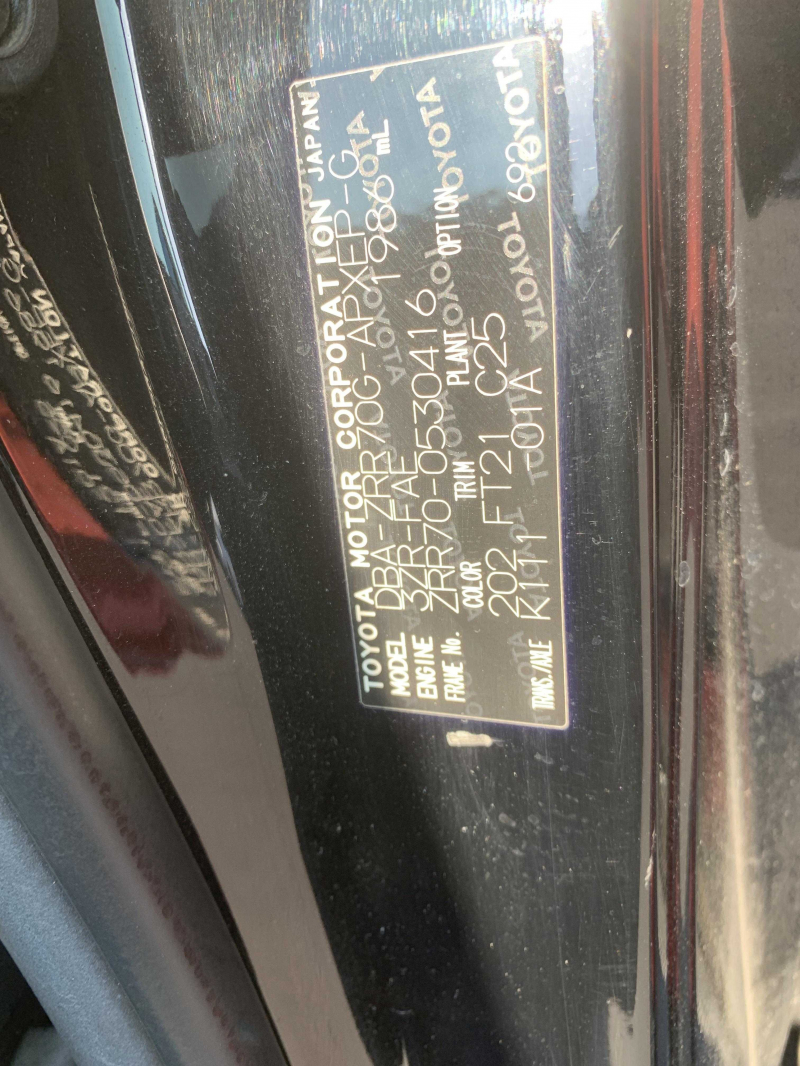 TOYOTA MOTOR CORPORATION JAPAN
MODEL DBA-ZRR70G-APXEP-G
ENGINE 3ZR-FAE 1986 mL
FRAME No. ZRR70-0530416
COLOR TRIM PLANT OPTION
202 FT21 C25 692
TRANS./AXLE K111 -01A